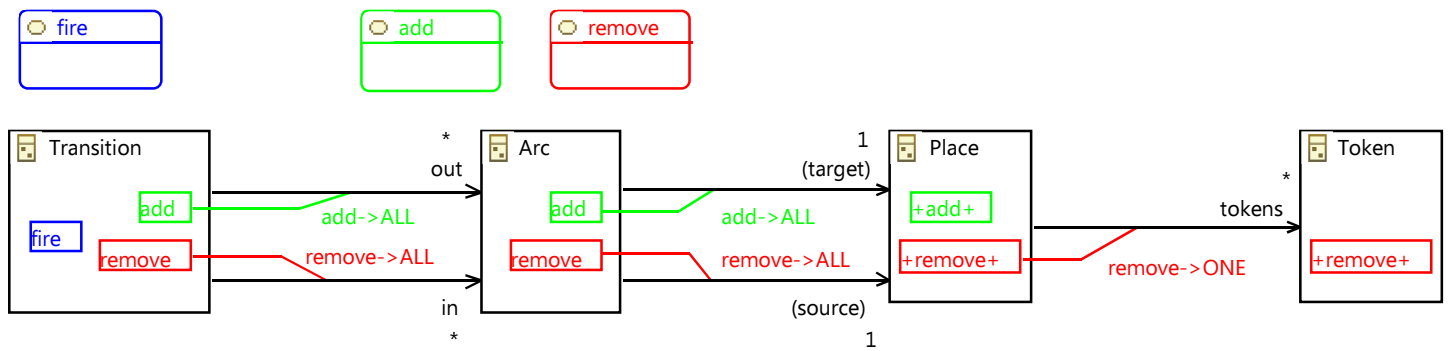 fire
add
remove
Transition
*
out
Arc
1
(target)
Place
*
tokens
Token
add
add->ALL
add
add->ALL
+add+
fire
remove
remove->ALL
remove
remove->ALL
+remove+
remove->ONE
+remove+
in
*
(source)
1